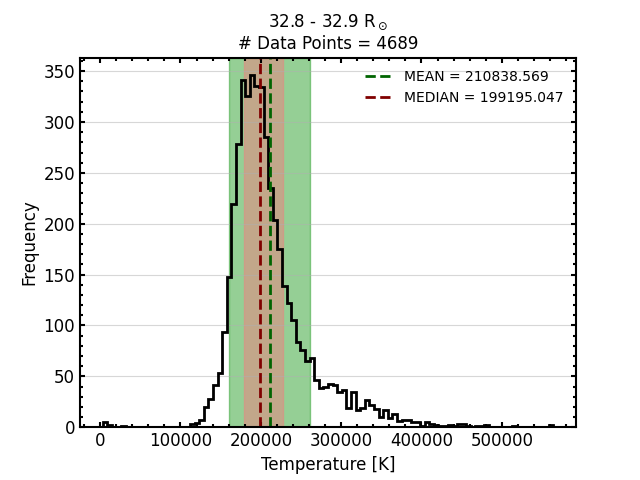 32.8 - 32.9 R⊙
# Data Points = 4689
MEAN = 210838.569
MEDIAN = 199195.047
350
300
250
200
150
100
50
0
Frequency
0 100000 200000 300000 400000 500000
Temperature [K]